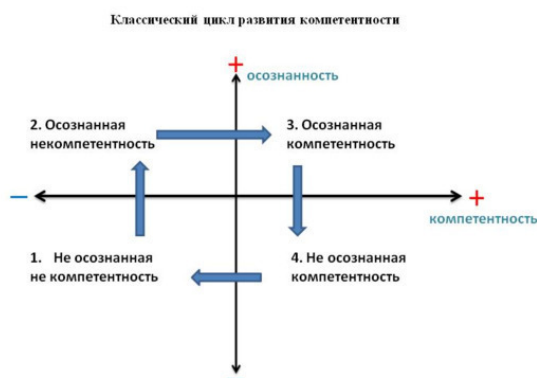 Классический цикл развития компетентности
+
осознанность
2. Осознанная
некомпетентность
3. Осознанная
компетентность
– +
компетентность
1. Не осознанная
не компетентность
4. Не осознанная
компетентность